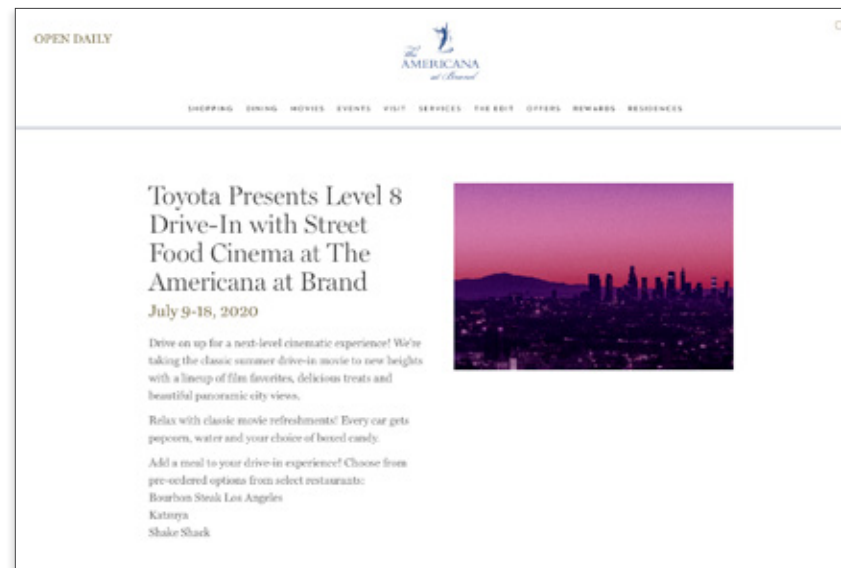 OPEN DAILY
The
AMERICANA
at Brand
SHOPPING DINING MOVIES EVENTS VISIT SERVICES THE EDIT OFFERS REWARDS RESIDENCES
Toyota Presents Level 8
Drive-In with Street
Food Cinema at The
Americana at Brand
July 9-18, 2020
Drive on up for a next-level cinematic experience! We're
taking the classic summer drive-in movie to new heights
with a lineup of film favorites, delicious treats and
beautiful panoramic city views.
Relax with classic movie refreshments! Every car gets
popcorn, water and your choice of boxed candy.
Add a meal to your drive-in experience! Choose from
pre-ordered options from select restaurants:
Bourbon Steak Los Angeles
Katsuya
Shake Shack